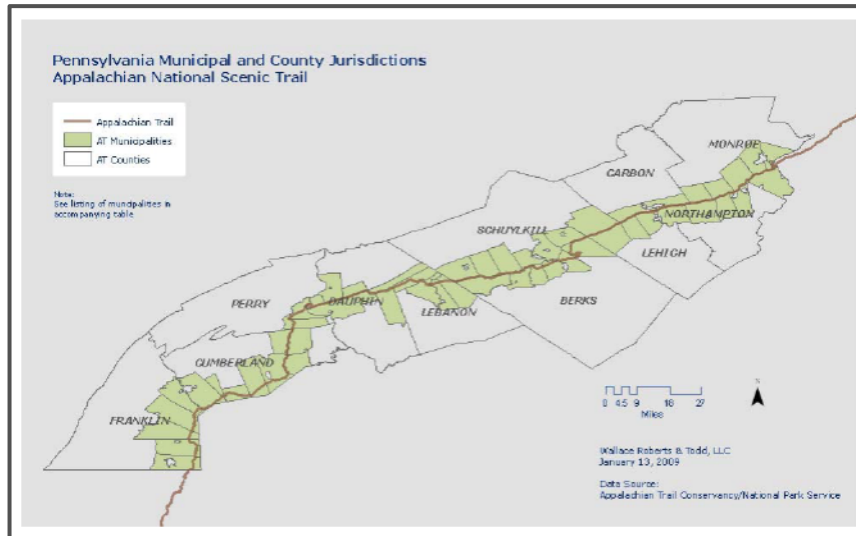 Pennsylvania Municipal and County Jurisdictions
Appalachian National Scenic Trail
Appalachian Trail
AT Municipalities
AT Counties
Note:
See listing of municipalities in
accompanying table
MONROE
CARBON
NORTHAMPTON
SCHUYLKILL
LEHIGH
PERRY
DAUPHIN
BERKS
LEBANON
CUMBERLAND
FRANKLIN
N
0 4.5 9 18 27
Miles
Wallace Roberts & Todd, LLC
January 13, 2009
Data Source:
Appalachian Trail Conservancy/National Park Service